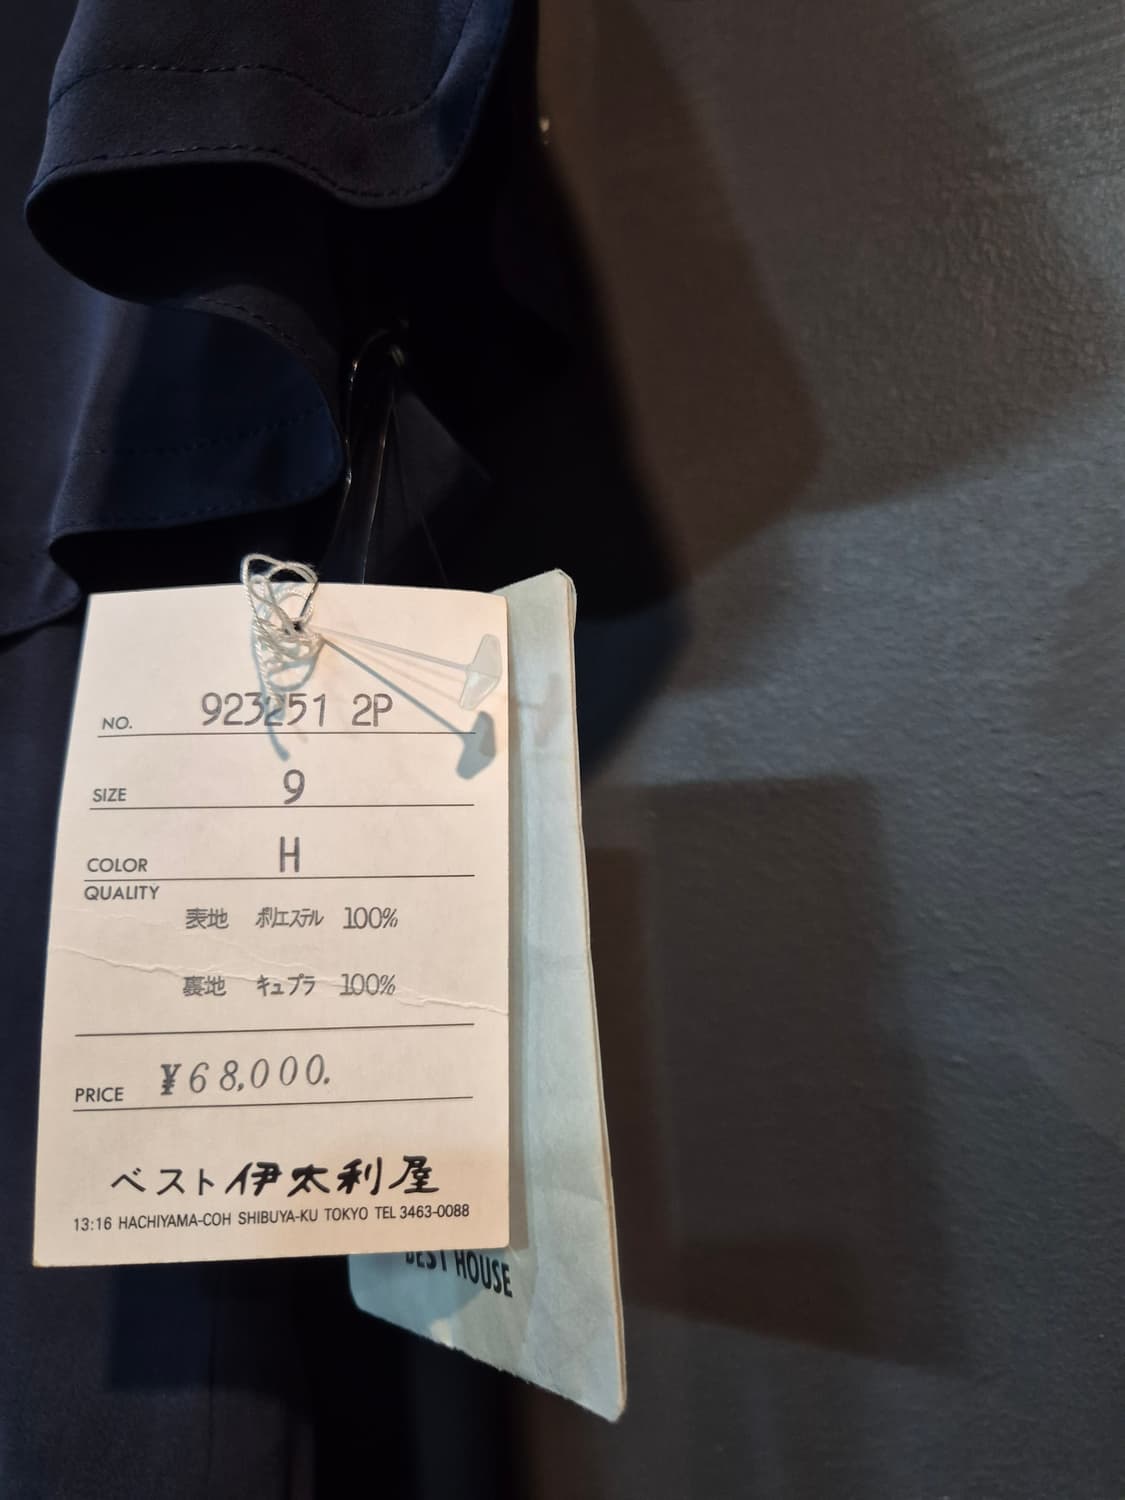 NO. 923251 2P
SIZE 9
COLOR H
QUALITY
表地 ポリエステル 100%
裏地 キュプラ 100%
PRICE ¥68,000.
ベスト伊太利屋
13:16 HACHIYAMA-COH SHIBUYA-KU TOKYO TEL 3463-0088
BEST HOUSE